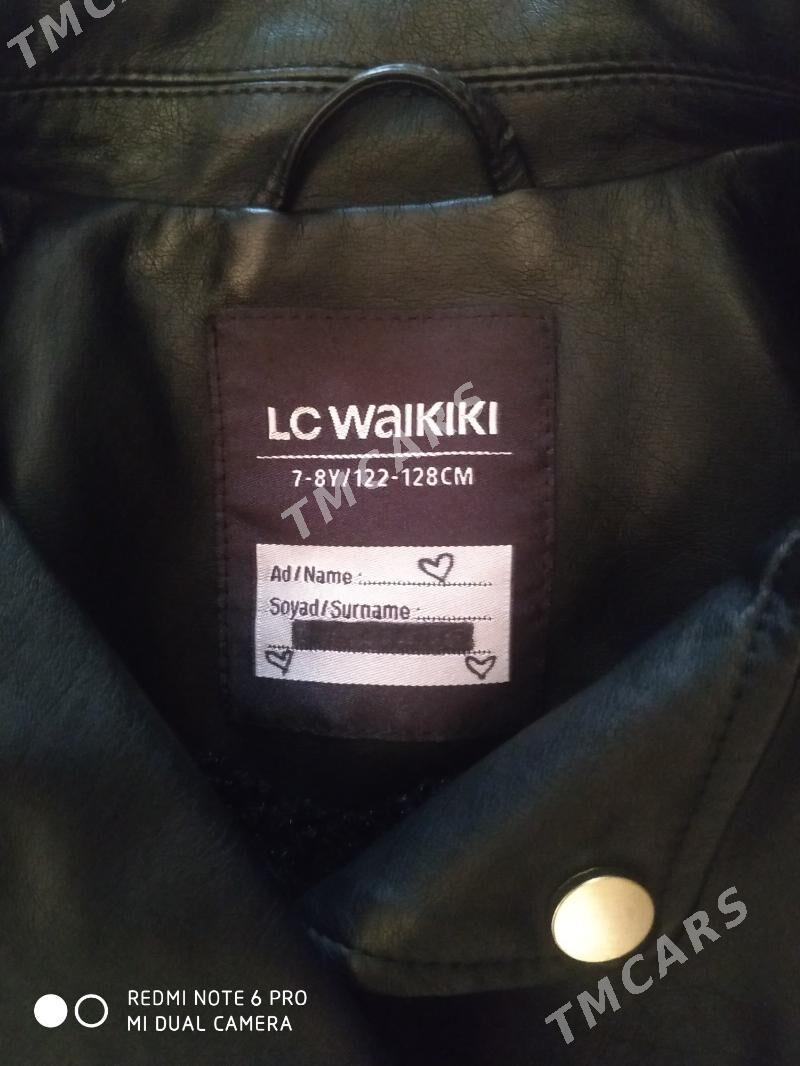 TMCARS
LC WAIKIKI
7-8Y/122-128CM
TMCARS
Ad/Name :
Soyad/Surname :
TMCARS
REDMI NOTE 6 PRO
MI DUAL CAMERA